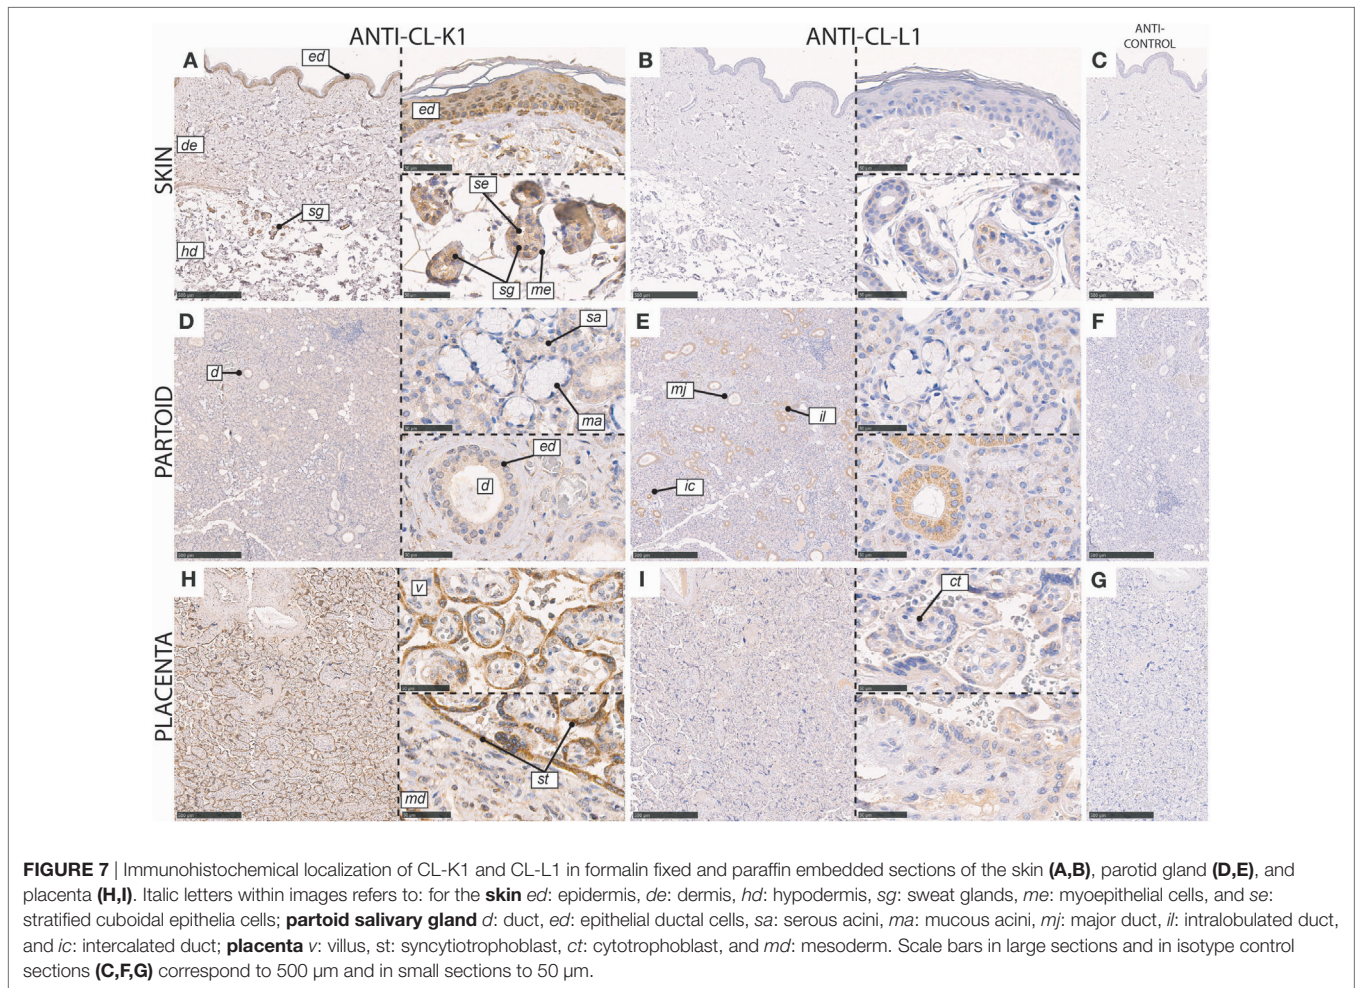 ANTI-CL-K1
ANTI-CL-L1
ANTI-
CONTROL
SKIN
A
ed
de
sg
hd
ed
se
sg
me
B
C
PARTOID
D
d
sa
ma
ed
d
E
mj
il
ic
F
PLACENTA
H
v
st
md
I
ct
G
FIGURE 7 | Immunohistochemical localization of CL-K1 and CL-L1 in formalin fixed and paraffin embedded sections of the skin (A,B), parotid gland (D,E), and
placenta (H,I). Italic letters within images refers to: for the skin ed: epidermis, de: dermis, hd: hypodermis, sg: sweat glands, me: myoepithelial cells, and se:
stratified cuboidal epithelia cells; partoid salivary gland d: duct, ed: epithelial ductal cells, sa: serous acini, ma: mucous acini, mj: major duct, il: intralobulated duct,
and ic: intercalated duct; placenta v: villus, st: syncytiotrophoblast, ct: cytotrophoblast, and md: mesoderm. Scale bars in large sections and in isotype control
sections (C,F,G) correspond to 500 µm and in small sections to 50 µm.